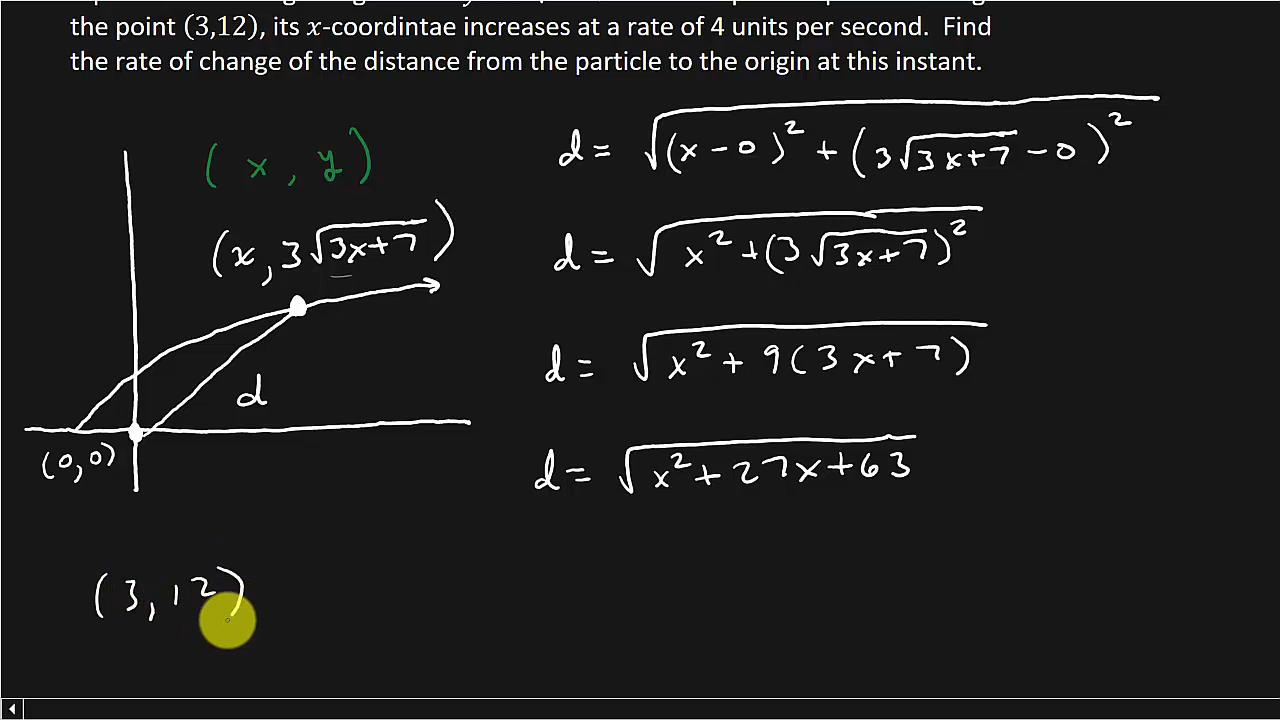 the point (3,12), its x-coordintae increases at a rate of 4 units per second. Find
the rate of change of the distance from the particle to the origin at this instant.
(x, y)
(x, 3√(3x+7))
d
(0,0)
(3, 12)
d = √((x-0)² + (3√(3x+7) - 0)²)
d = √(x² + (3√(3x+7))²)
d = √(x² + 9(3x+7))
d = √(x² + 27x + 63)